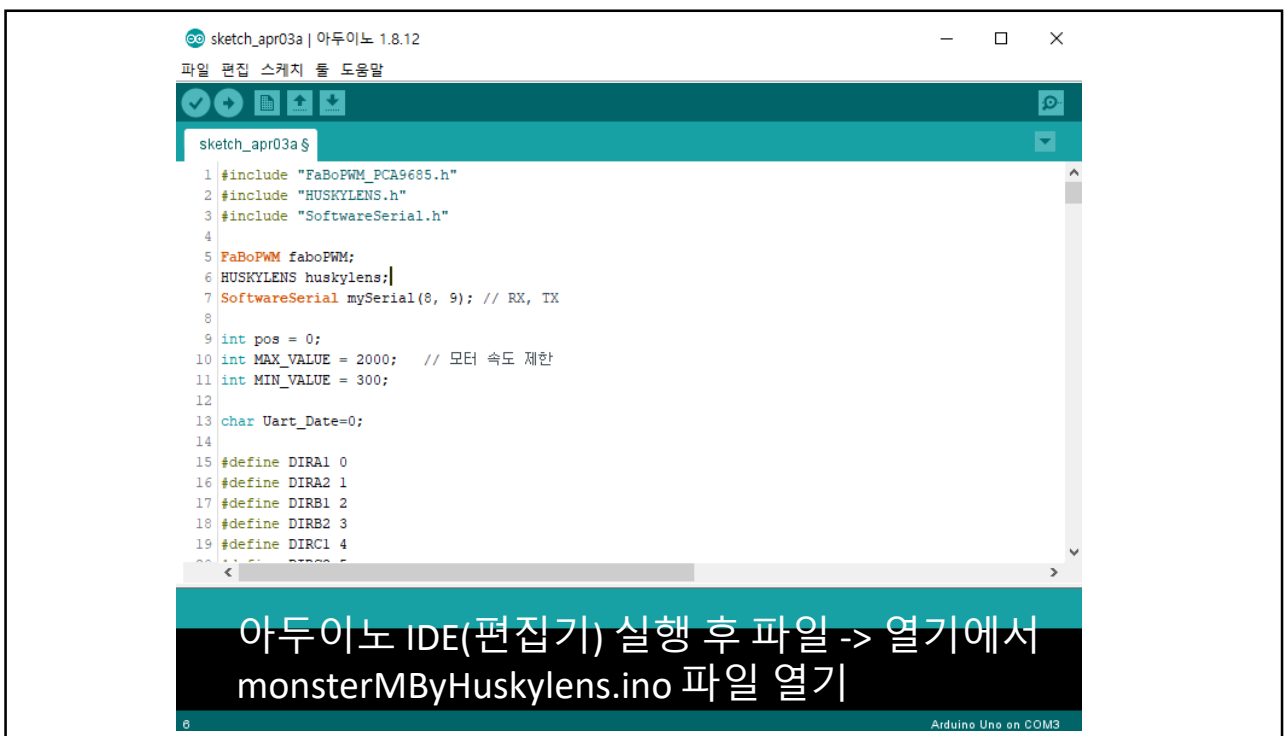 sketch_apr03a | 아두이노 1.8.12
파일 편집 스케치 툴 도움말
sketch_apr03a §
1 #include "FaBoPWM_PCA9685.h"
2 #include "HUSKYLENS.h"
3 #include "SoftwareSerial.h"
4
5 FaBoPWM faboPWM;
6 HUSKYLENS huskylens;
7 SoftwareSerial mySerial(8, 9); // RX, TX
8
9 int pos = 0;
10 int MAX_VALUE = 2000;   // 모터 속도 제한
11 int MIN_VALUE = 300;
12
13 char Uart_Date=0;
14
15 #define DIRA1 0
16 #define DIRA2 1
17 #define DIRB1 2
18 #define DIRB2 3
19 #define DIRC1 4
아두이노 IDE(편집기) 실행 후 파일 -> 열기에서
monsterMByHuskylens.ino 파일 열기
6
Arduino Uno on COM3